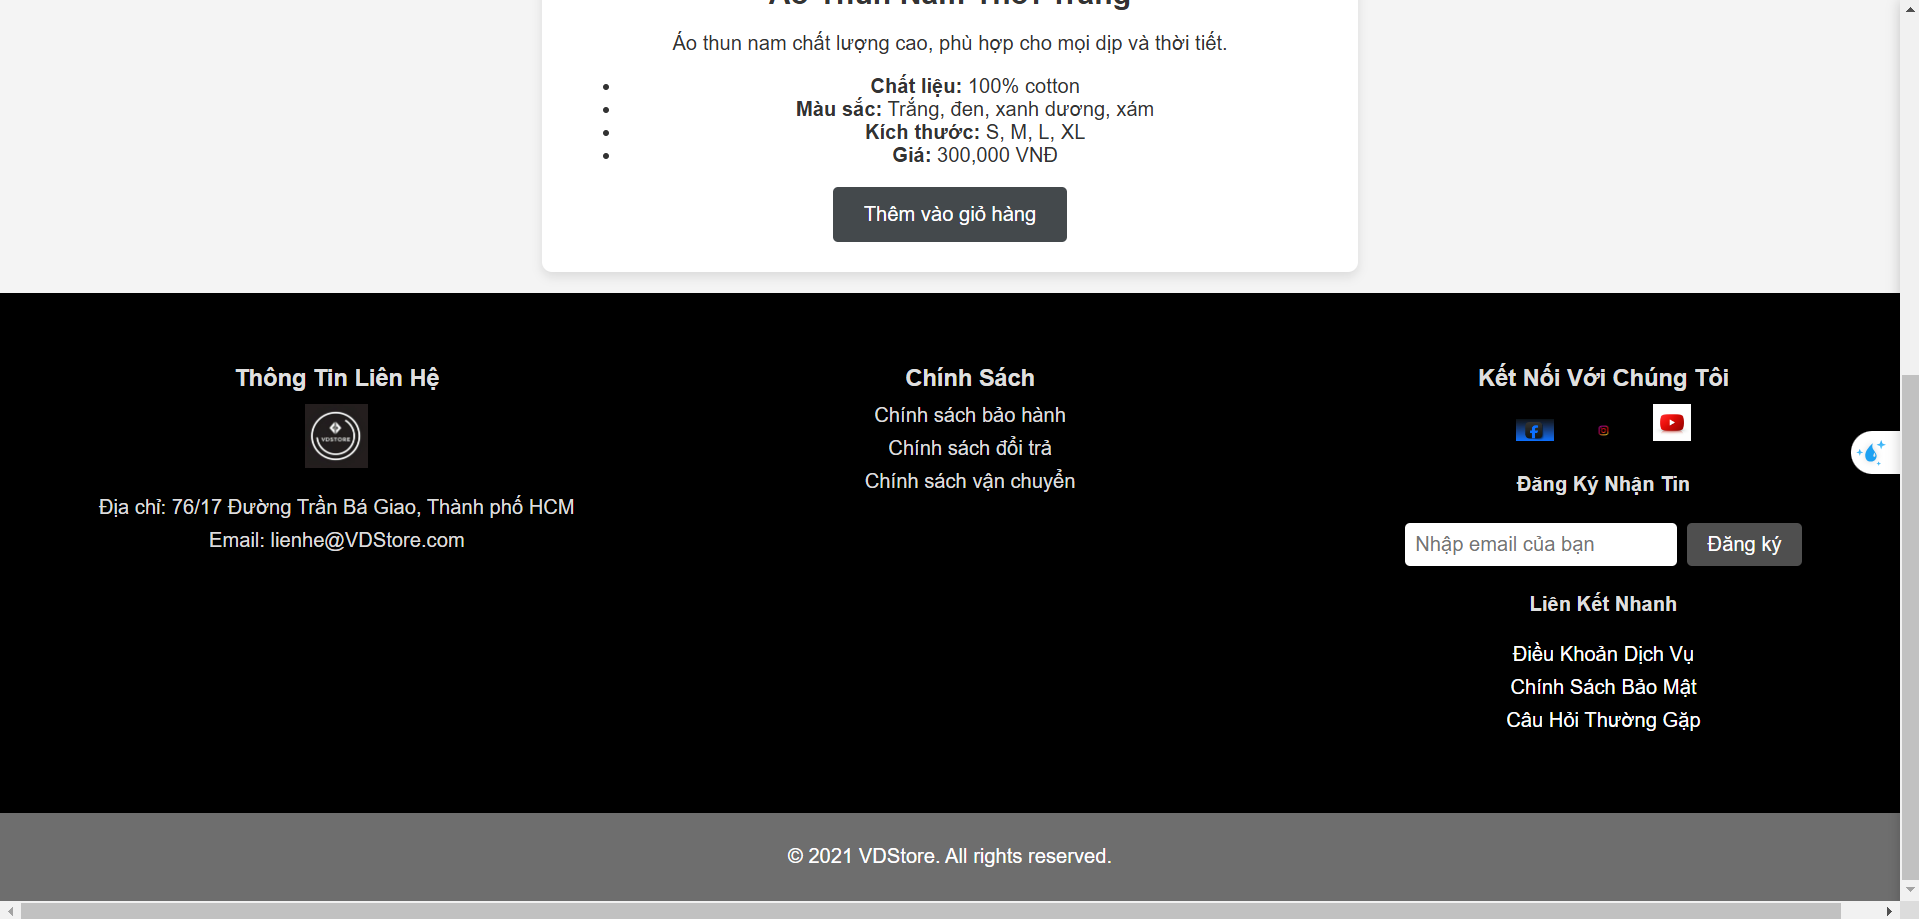 Áo thun nam chất lượng cao, phù hợp cho mọi dịp và thời tiết.
Chất liệu: 100% cotton
Màu sắc: Trắng, đen, xanh dương, xám
Kích thước: S, M, L, XL
Giá: 300,000 VNĐ
Thêm vào giỏ hàng
Thông Tin Liên Hệ
VDSTORE
Địa chỉ: 76/17 Đường Trần Bá Giao, Thành phố HCM
Email: lienhe@VDStore.com
Chính Sách
Chính sách bảo hành
Chính sách đổi trả
Chính sách vận chuyển
Kết Nối Với Chúng Tôi
Đăng Ký Nhận Tin
Nhập email của bạn
Đăng ký
Liên Kết Nhanh
Điều Khoản Dịch Vụ
Chính Sách Bảo Mật
Câu Hỏi Thường Gặp
© 2021 VDStore. All rights reserved.